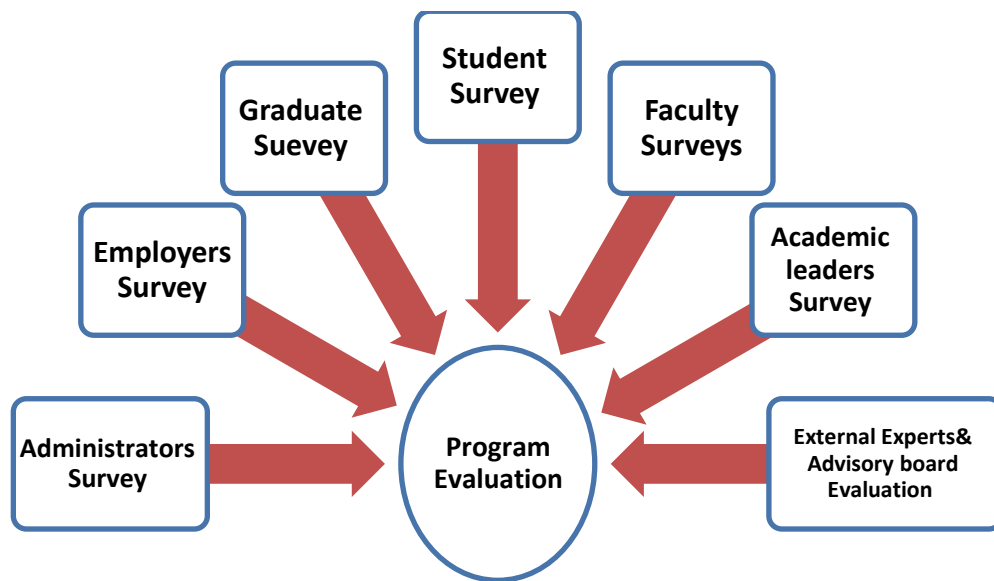 Student
Survey
Graduate
Suevey
Faculty
Surveys
Employers
Survey
Academic
leaders
Survey
Administrators
Survey
Program
Evaluation
External Experts&
Advisory board
Evaluation